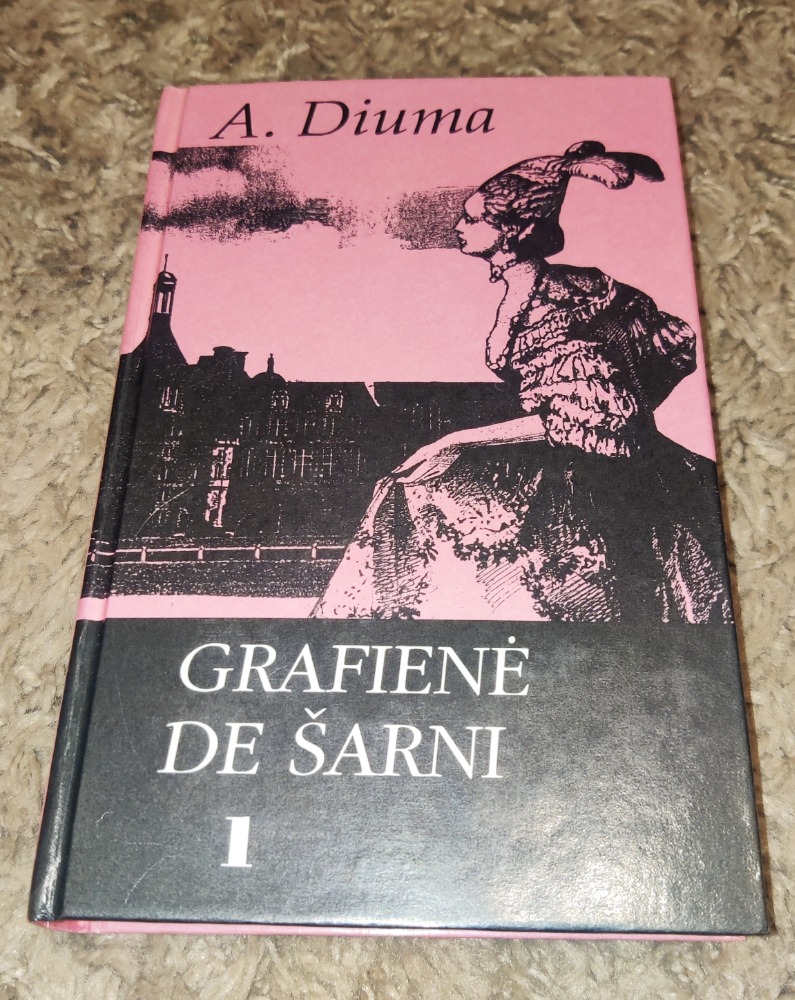 A. Diuma
GRAFIENĖ
DE ŠARNI
1